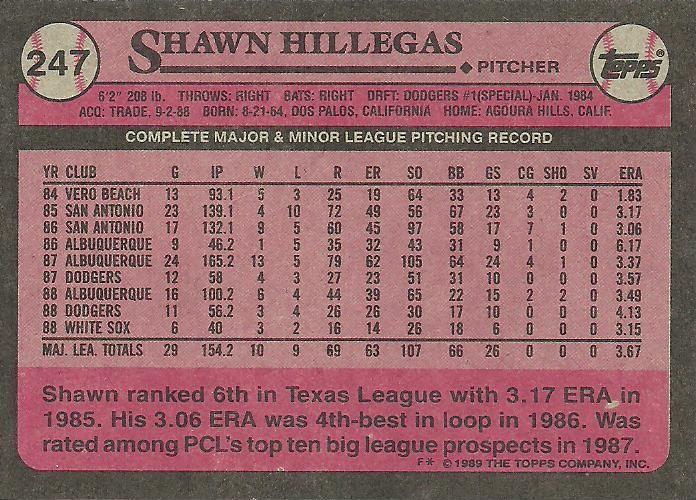 247
SHAWN HILLEGAS
PITCHER
TOPPS®
6'2" 208 lb. THROWS: RIGHT BATS: RIGHT DRFT: DODGERS #1(SPECIAL)-JAN. 1984
ACQ: TRADE, 9-2-88 BORN: 8-21-64, DOS PALOS, CALIFORNIA HOME: AGOURA HILLS, CALIF.
COMPLETE MAJOR & MINOR LEAGUE PITCHING RECORD
YR CLUB G IP W L R ER SO BB GS CG SHO SV ERA
84 VERO BEACH 13 93.1 5 3 25 19 64 33 13 4 2 0 1.83
85 SAN ANTONIO 23 139.1 4 10 72 49 56 67 23 3 0 0 3.17
86 SAN ANTONIO 17 132.1 9 5 60 45 97 58 17 7 1 0 3.06
86 ALBUQUERQUE 9 46.2 1 5 35 32 43 31 9 1 0 0 6.17
87 ALBUQUERQUE 24 165.2 13 5 79 62 105 64 24 4 1 0 3.37
87 DODGERS 12 58 4 3 27 23 51 31 10 0 0 0 3.57
88 ALBUQUERQUE 16 100.2 6 4 44 39 65 22 15 2 2 0 3.49
88 DODGERS 11 56.2 3 4 26 26 30 17 10 0 0 0 4.13
88 WHITE SOX 6 40 3 2 16 14 26 18 6 0 0 0 3.15
MAJ. LEA. TOTALS 29 154.2 10 9 69 63 107 66 26 0 0 0 3.67
Shawn ranked 6th in Texas League with 3.17 ERA in
1985. His 3.06 ERA was 4th-best in loop in 1986. Was
rated among PCL's top ten big league prospects in 1987.
F* © 1989 THE TOPPS COMPANY, INC.